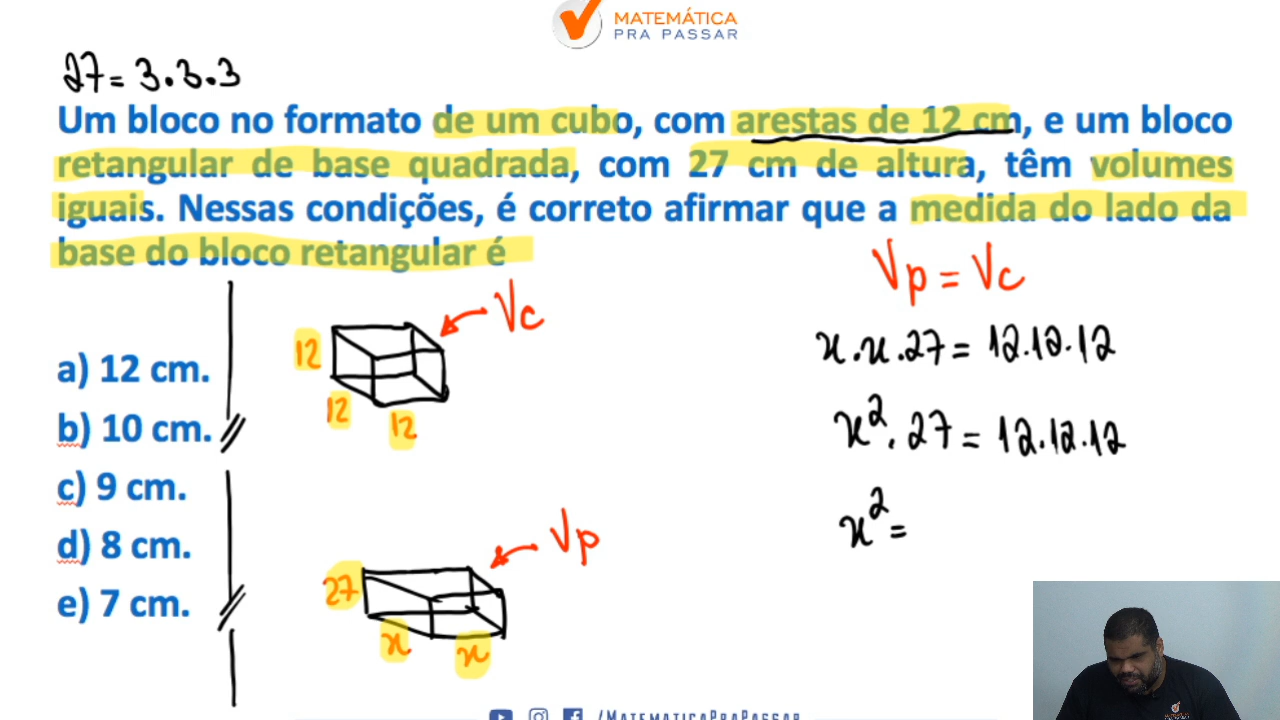 MATEMÁTICA
PRA PASSAR
27 = 3.3.3
Um bloco no formato de um cubo, com arestas de 12 cm, e um bloco
retangular de base quadrada, com 27 cm de altura, têm volumes
iguais. Nessas condições, é correto afirmar que a medida do lado da
base do bloco retangular é
a) 12 cm.
b) 10 cm.
c) 9 cm.
d) 8 cm.
e) 7 cm.
Vc
12
12
12
Vp
27
x
x
Vp = Vc
x.x.27 = 12.12.12
x².27 = 12.12.12
x² =
/MatematicaPraPassar